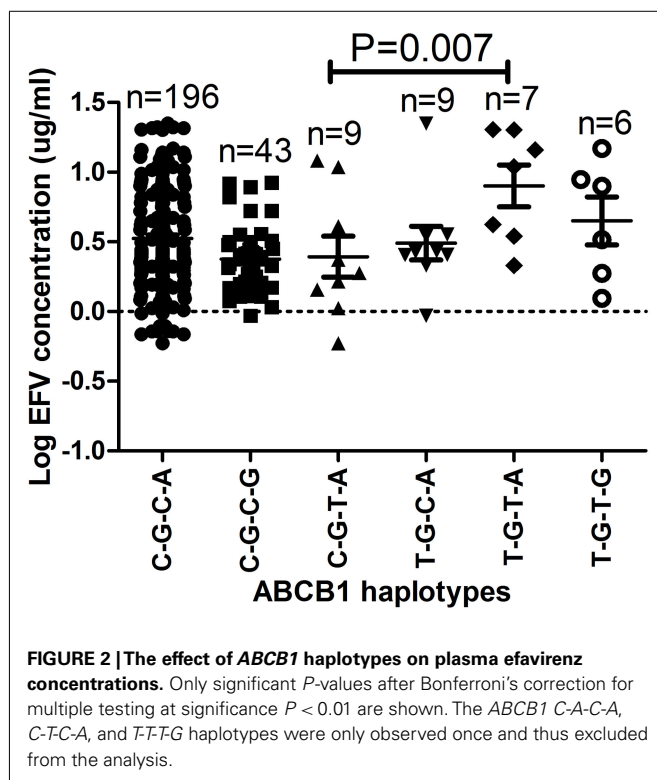 P=0.007
n=196
n=43
n=9
n=9
n=7
n=6
Log EFV concentration (ug/ml)
1.5
1.0
0.5
0.0
-0.5
-1.0
C-G-C-A
C-G-C-G
C-G-T-A
T-G-C-A
T-G-T-A
T-G-T-G
ABCB1 haplotypes
FIGURE 2 | The effect of ABCB1 haplotypes on plasma efavirenz
concentrations. Only significant P-values after Bonferroni's correction for
multiple testing at significance P < 0.01 are shown. The ABCB1 C-A-C-A,
C-T-C-A, and T-T-T-G haplotypes were only observed once and thus excluded
from the analysis.